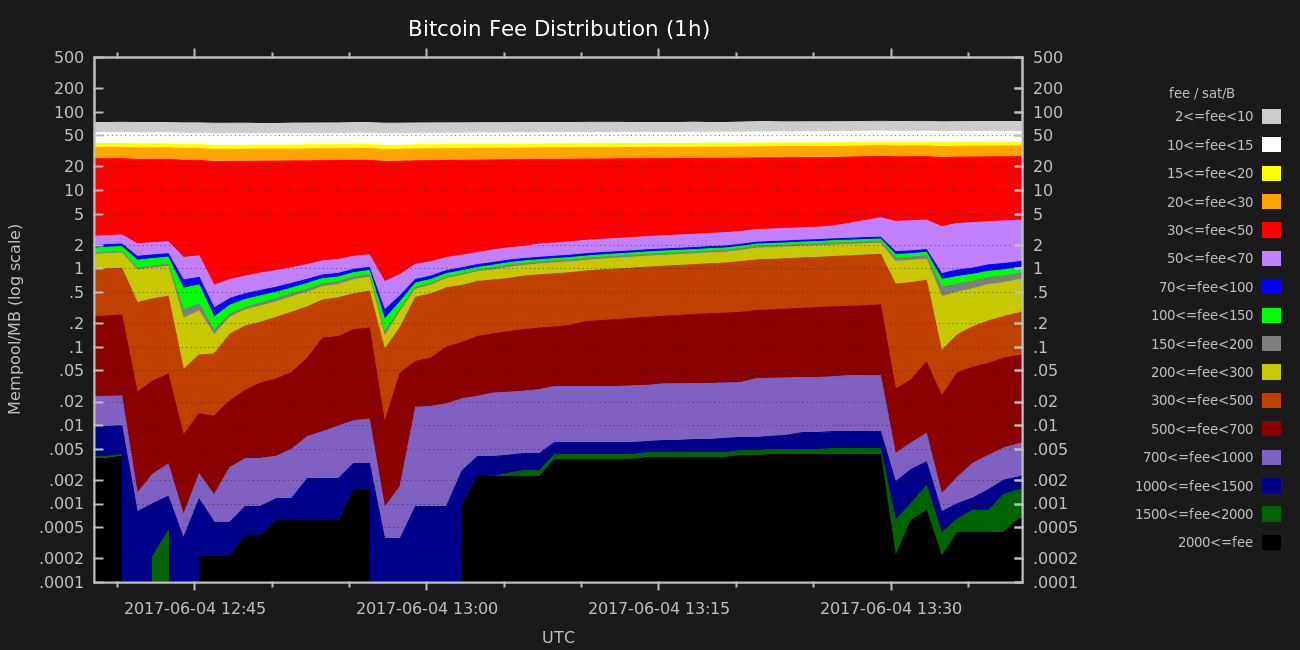 Bitcoin Fee Distribution (1h)
Mempool/MB (log scale)
500
200
100
50
20
10
5
2
1
.5
.2
.1
.05
.02
.01
.005
.002
.001
.0005
.0002
.0001
500
200
100
50
20
10
5
2
1
.5
.2
.1
.05
.02
.01
.005
.002
.001
.0005
.0002
.0001
2017-06-04 12:45
2017-06-04 13:00
2017-06-04 13:15
2017-06-04 13:30
UTC
fee / sat/B
2<=fee<10
10<=fee<15
15<=fee<20
20<=fee<30
30<=fee<50
50<=fee<70
70<=fee<100
100<=fee<150
150<=fee<200
200<=fee<300
300<=fee<500
500<=fee<700
700<=fee<1000
1000<=fee<1500
1500<=fee<2000
2000<=fee